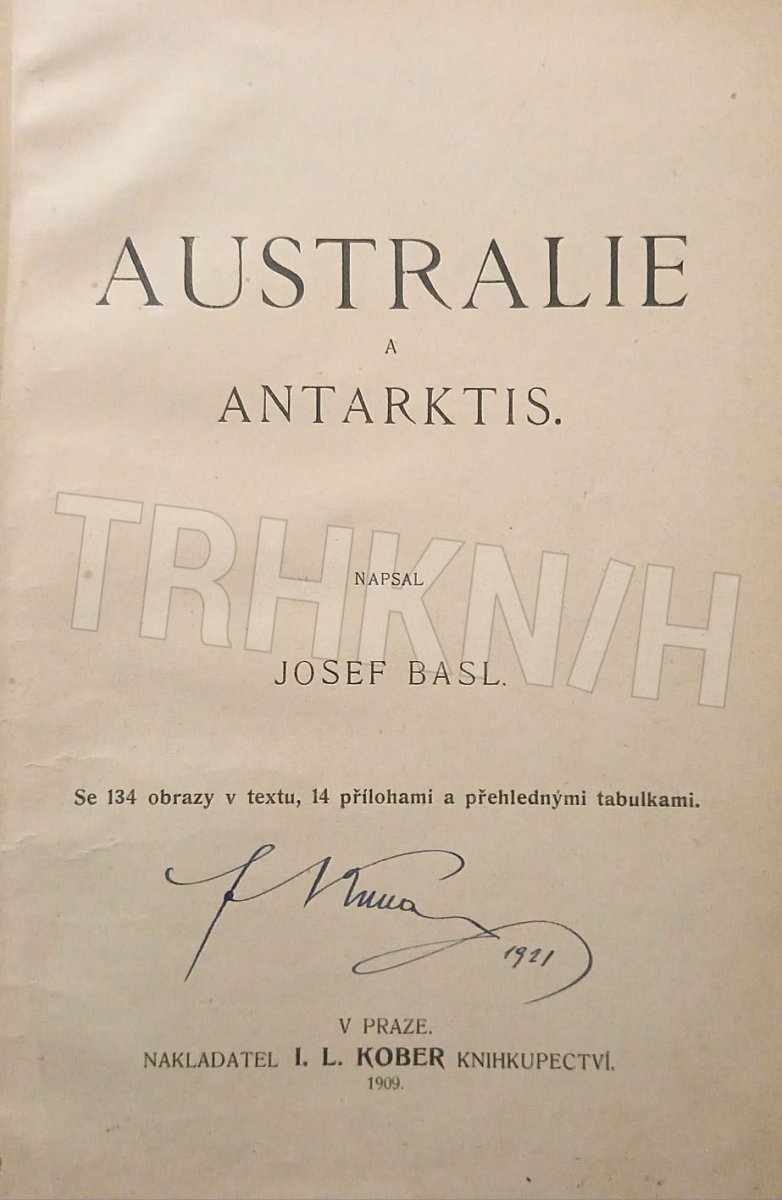 AUSTRALIE
A
ANTARKTIS.
TRHKNIH
NAPSAL
JOSEF BASL.
Se 134 obrazy v textu, 14 přílohami a přehlednými tabulkami.
1921
V PRAZE.
NAKLADATEL I. L. KOBER KNIHKUPECTVÍ.
1909.